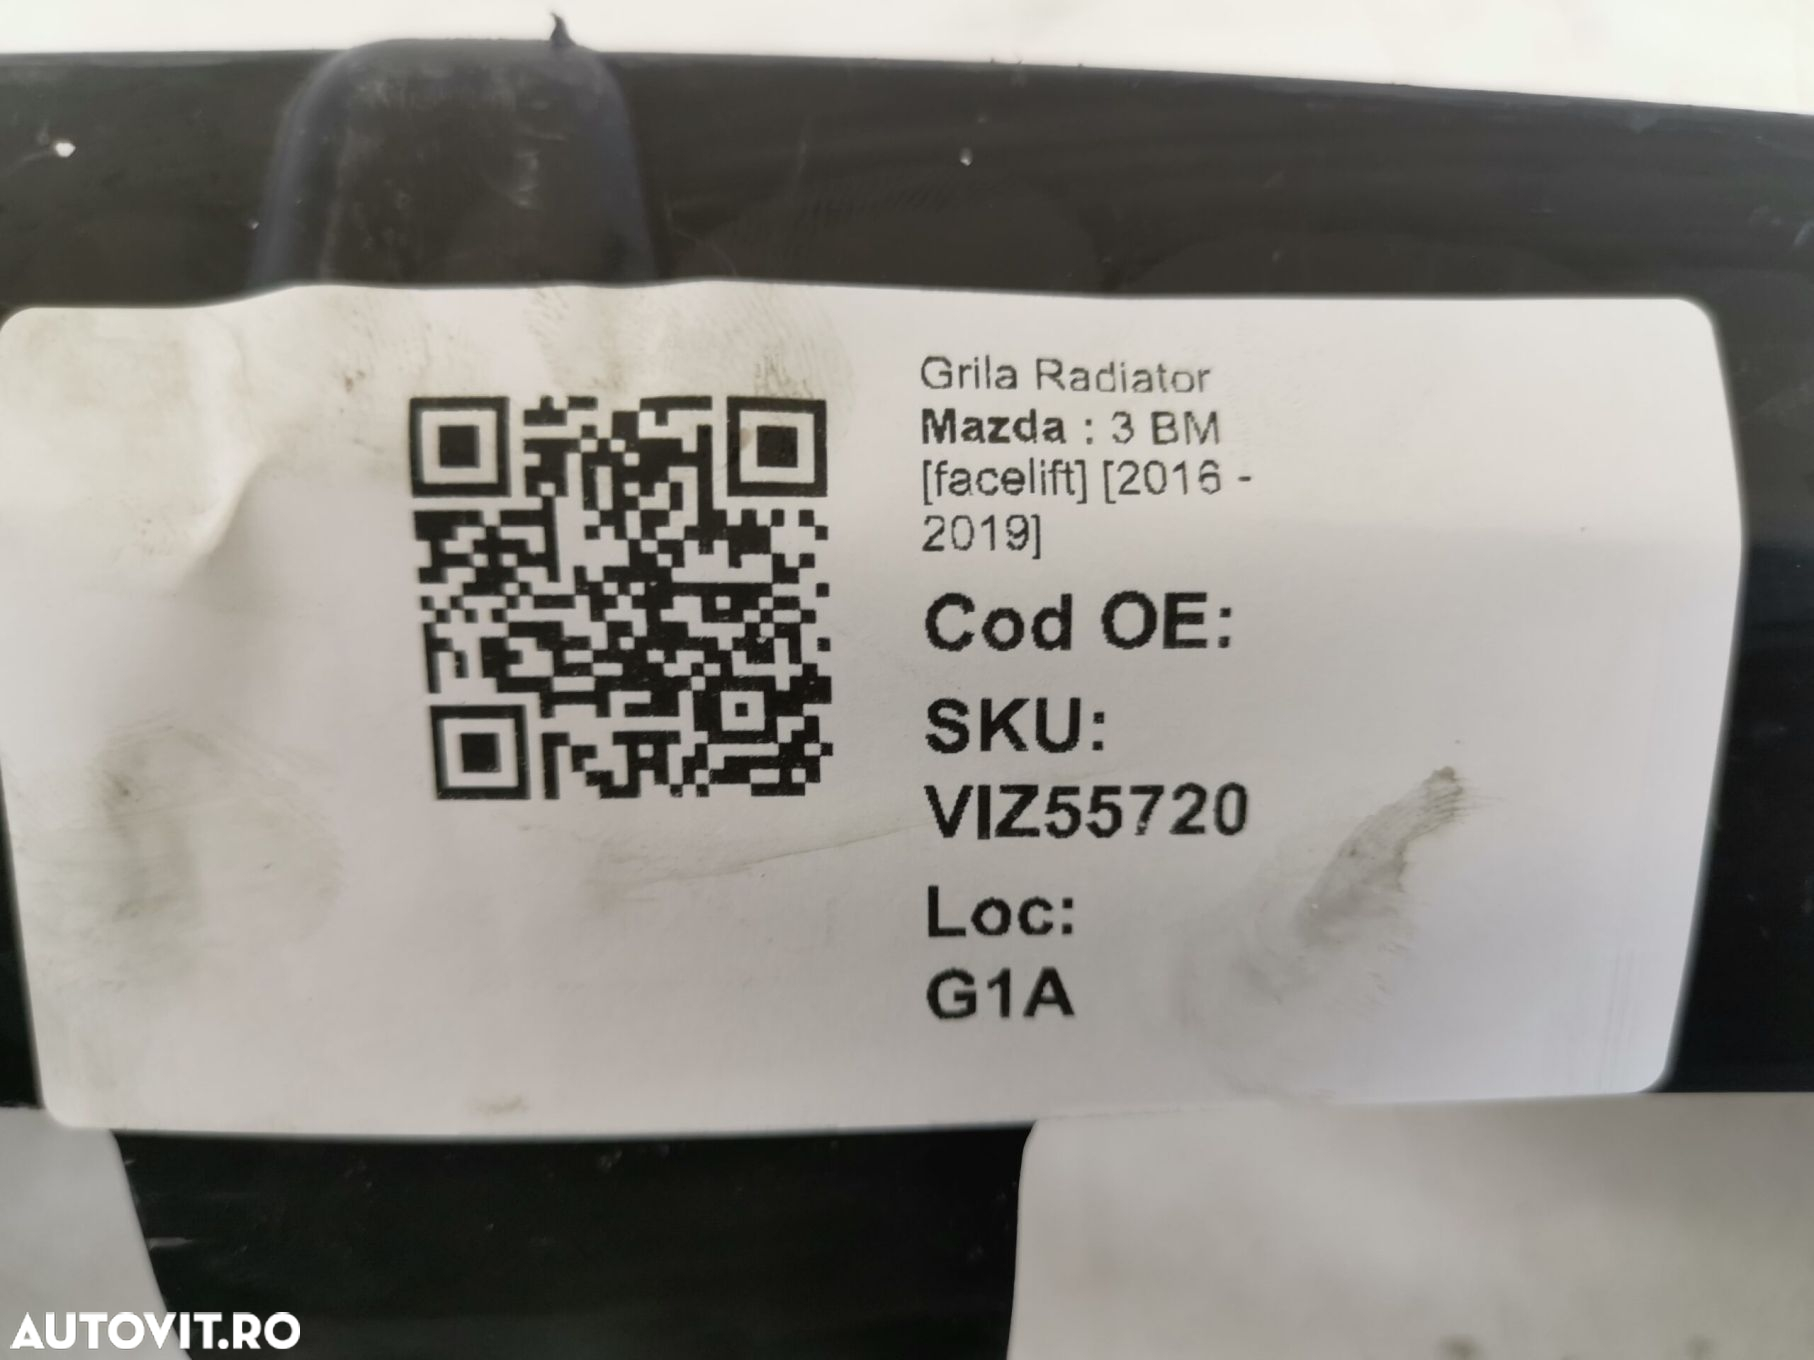 Grila Radiator
Mazda : 3 BM
[facelift] [2016 -
2019]
Cod OE:
SKU:
VIZ55720
Loc:
G1A
AUTOVIT.RO